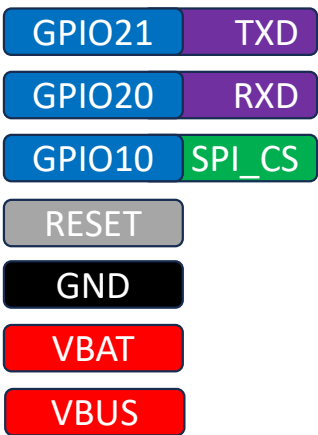 GPIO21 TXD
GPIO20 RXD
GPIO10 SPI_CS
RESET
GND
VBAT
VBUS